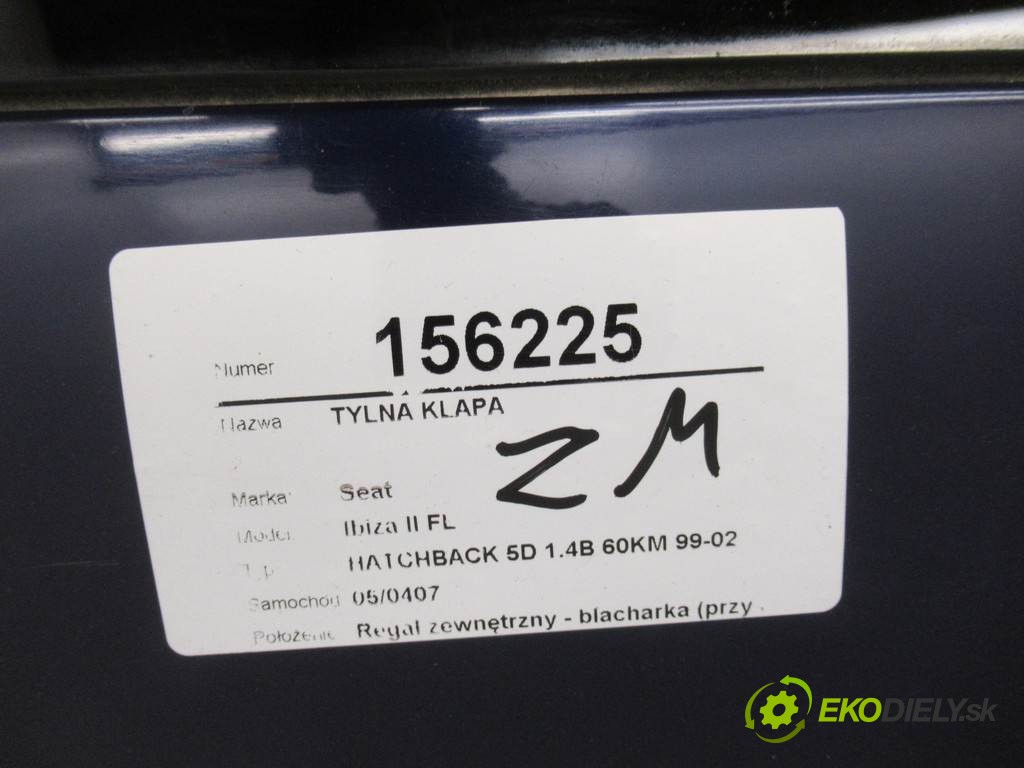 Numer 156225
Nazwa TYLNA KLAPA
ZM
Marka Seat
Model Ibiza II FL
Typ HATCHBACK 5D 1.4B 60KM 99-02
Samochód 05/0407
Położenie Regał zewnętrzny - blacharka (przy
EKODIELY.sk